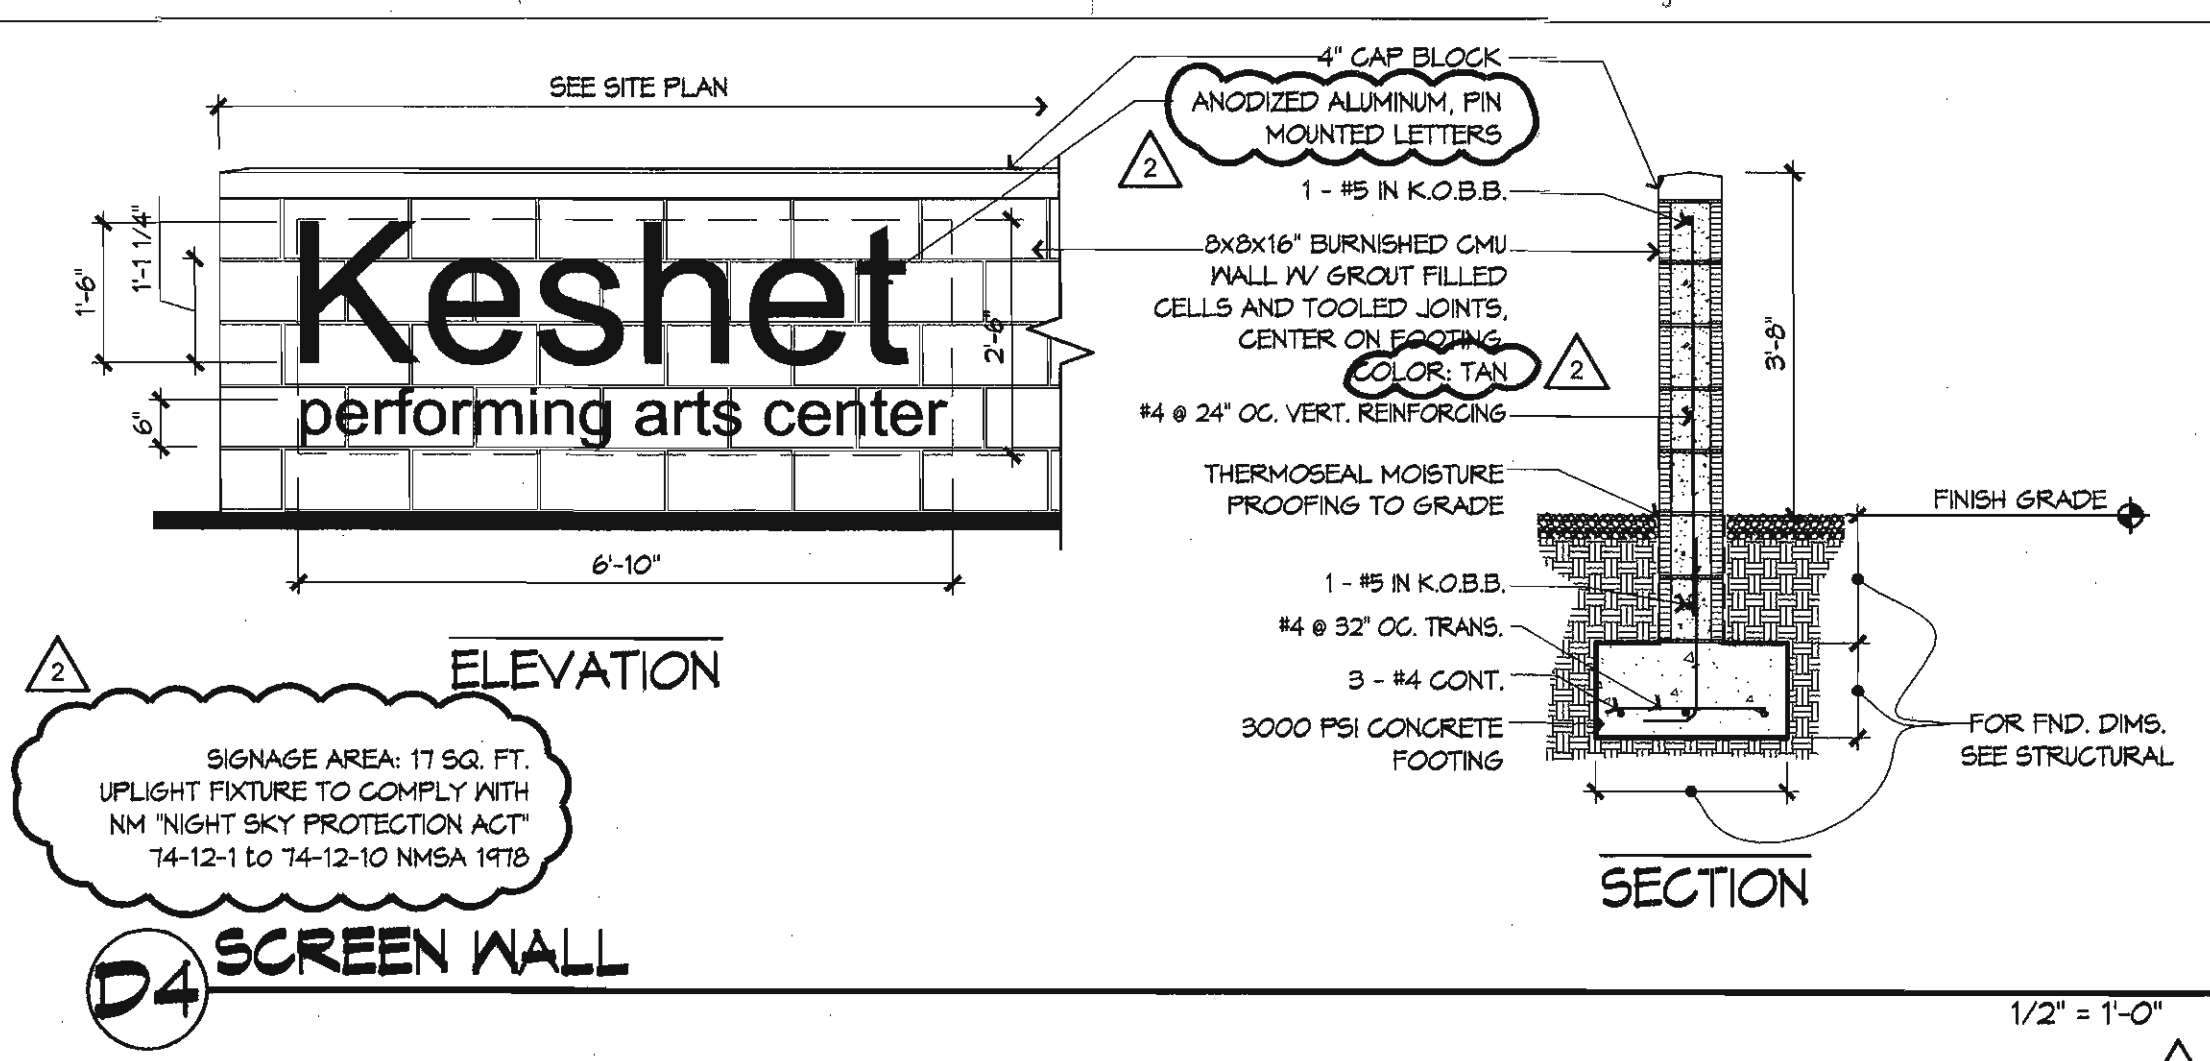 SEE SITE PLAN
4" CAP BLOCK
ANODIZED ALUMINUM, PIN
MOUNTED LETTERS
2
1 - #5 IN K.O.B.B.
8x8x16" BURNISHED CMU
WALL W/ GROUT FILLED
CELLS AND TOOLED JOINTS,
CENTER ON FOOTING,
COLOR: TAN
2
#4 @ 24" OC. VERT. REINFORCING
THERMOSEAL MOISTURE
PROOFING TO GRADE
1 - #5 IN K.O.B.B.
#4 @ 32" OC. TRANS.
3 - #4 CONT.
3000 PSI CONCRETE
FOOTING
1'-6"
1'-1 1/4"
6"
Keshet
performing arts center
2'-6"
6'-10"
ELEVATION
3'-8"
FINISH GRADE
FOR FND. DIMS.
SEE STRUCTURAL
SECTION
2
SIGNAGE AREA: 17 SQ. FT.
UPLIGHT FIXTURE TO COMPLY WITH
NM "NIGHT SKY PROTECTION ACT"
74-12-1 to 74-12-10 NMSA 1978
D4
SCREEN WALL
1/2" = 1'-0"